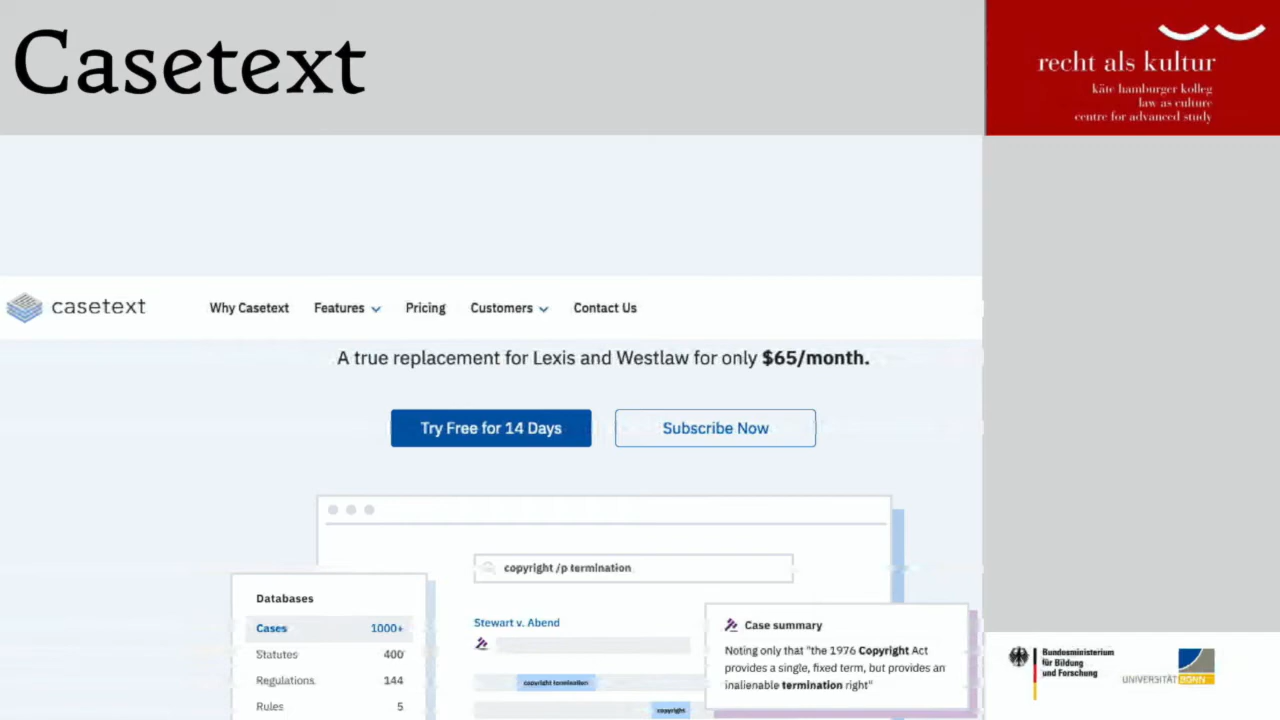 Casetext
recht als kultur
käte hamburger kolleg
law as culture
centre for advanced study
casetext
Why Casetext
Features
Pricing
Customers
Contact Us
A true replacement for Lexis and Westlaw for only $65/month.
Try Free for 14 Days
Subscribe Now
copyright /p termination
Databases
Cases 1000+
Statutes 400
Regulations 144
Rules 5
Stewart v. Abend
copyright termination
copyright
Case summary
Noting only that "the 1976 Copyright Act
provides a single, fixed term, but provides an
inalienable termination right"
Bundesministerium
für Bildung
und Forschung
UNIVERSITÄT BONN